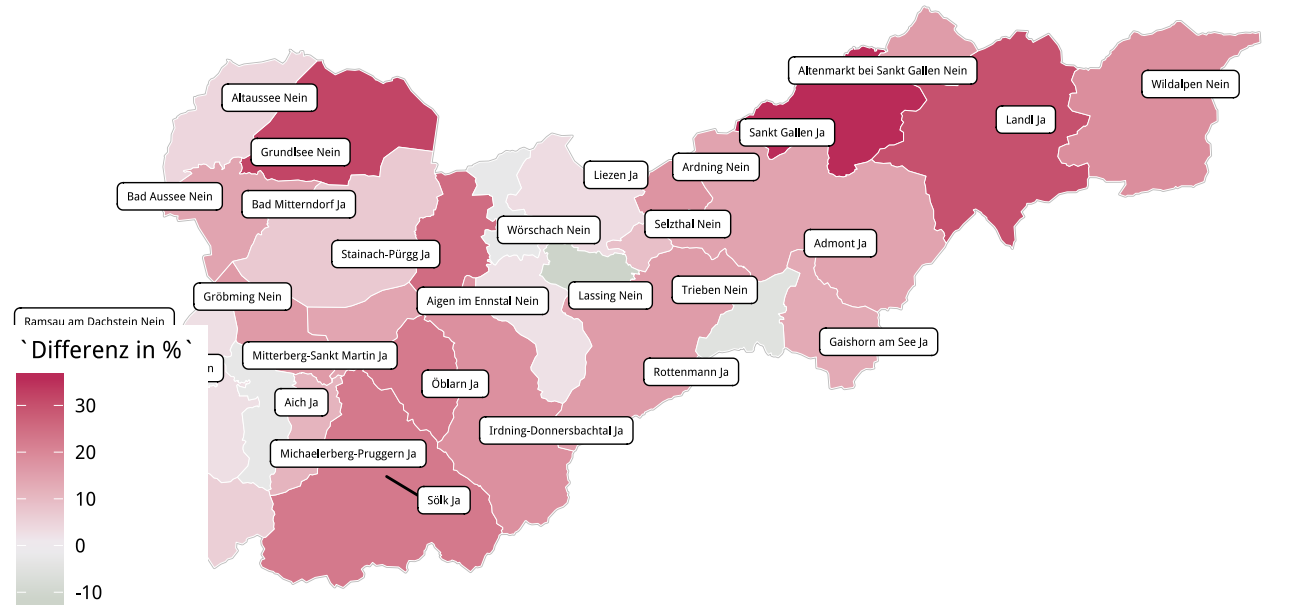 Altenmarkt bei Sankt Gallen Nein
Wildalpen Nein
Altaussee Nein
Landl Ja
Sankt Gallen Ja
Grundlsee Nein
Ardning Nein
Liezen Ja
Bad Aussee Nein
Bad Mitterndorf Ja
Selzthal Nein
Wörschach Nein
Admont Ja
Stainach-Pürgg Ja
Trieben Nein
Gröbming Nein
Aigen im Ennstal Nein
Lassing Nein
Ramsau am Dachstein Nein
Gaishorn am See Ja
`Differenz in %`
Mitterberg-Sankt Martin Ja
n
Rottenmann Ja
Öblarn Ja
Aich Ja
30
Irdning-Donnersbachtal Ja
20
Michaelerberg-Pruggern Ja
10
Sölk Ja
0
-10